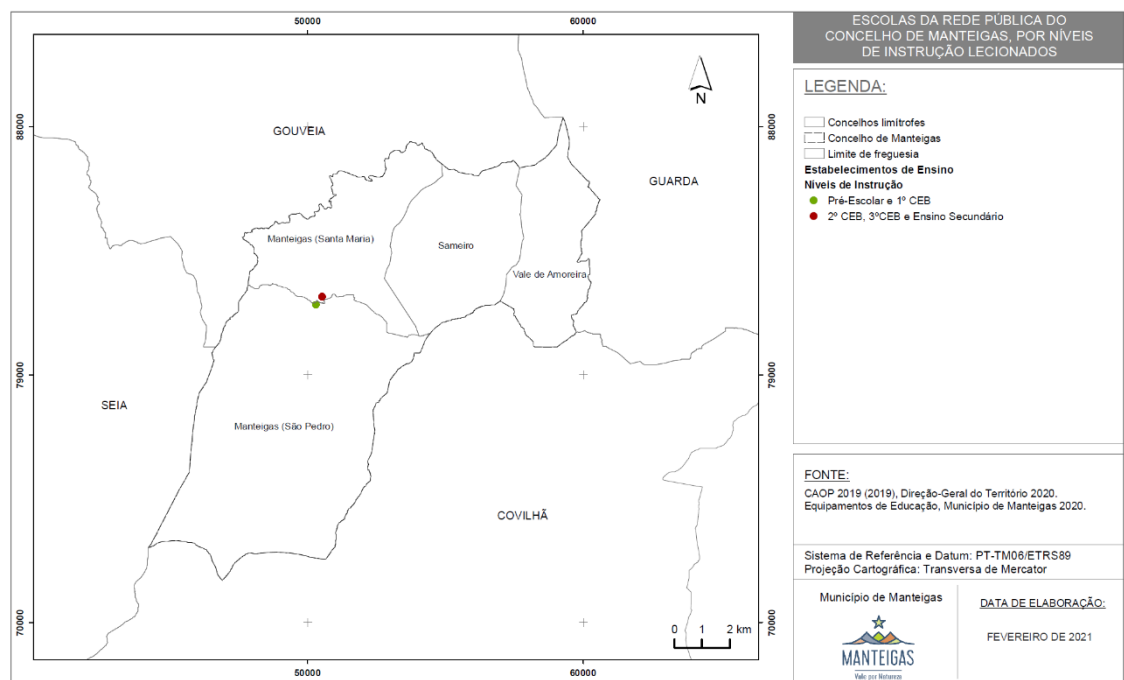 50000
60000
88000
88000
79000
79000
70000
70000
50000
60000
N
GOUVEIA
GUARDA
Manteigas (Santa Maria)
Sameiro
Vale de Amoreira
SEIA
Manteigas (São Pedro)
COVILHÃ
0 1 2 km
ESCOLAS DA REDE PÚBLICA DO
CONCELHO DE MANTEIGAS, POR NÍVEIS
DE INSTRUÇÃO LECIONADOS
LEGENDA:
Concelhos limítrofes
Concelho de Manteigas
Limite de freguesia
Estabelecimentos de Ensino
Níveis de Instrução
Pré-Escolar e 1º CEB
2º CEB, 3ºCEB e Ensino Secundário
FONTE:
CAOP 2019 (2019), Direção-Geral do Território 2020.
Equipamentos de Educação, Município de Manteigas 2020.
Sistema de Referência e Datum: PT-TM06/ETRS89
Projeção Cartográfica: Transversa de Mercator
Município de Manteigas
MANTEIGAS
Vale por Natureza
DATA DE ELABORAÇÃO:
FEVEREIRO DE 2021